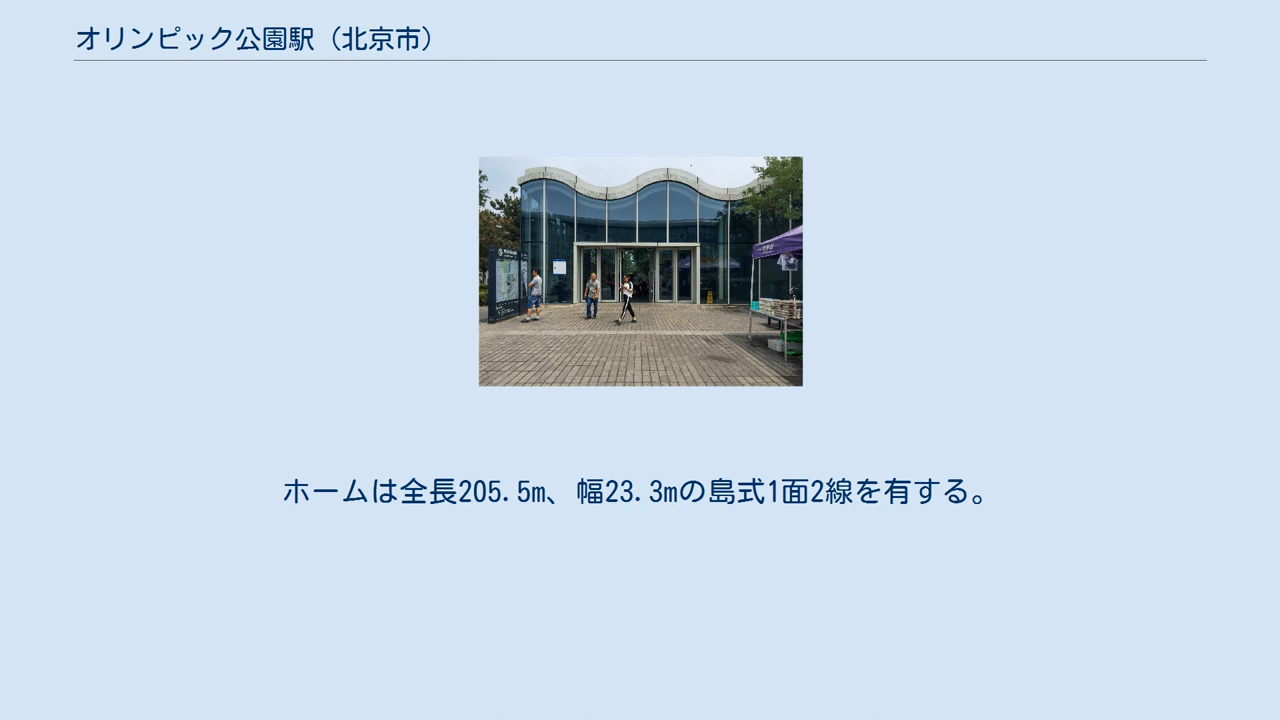 オリンピック公園駅（北京市）
ホームは全長205.5m、幅23.3mの島式1面2線を有する。